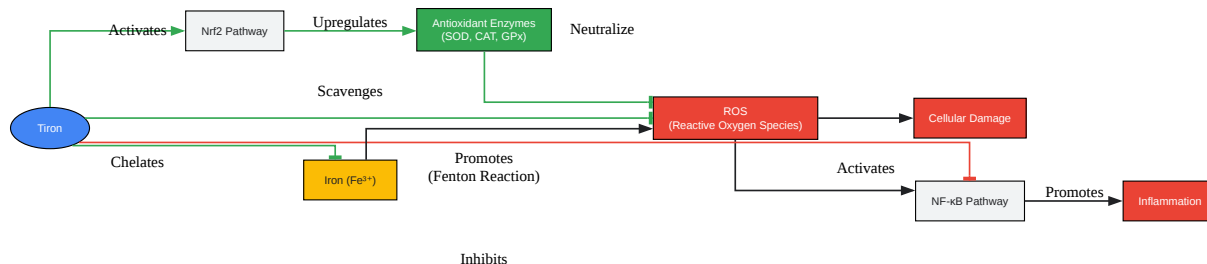 Activates
Nrf2 Pathway
Upregulates
Antioxidant Enzymes
(SOD, CAT, GPx)
Neutralize
Scavenges
Tiron
ROS
(Reactive Oxygen Species)
Cellular Damage
Chelates
Iron (Fe³⁺)
Promotes
(Fenton Reaction)
Activates
NF-κB Pathway
Promotes
Inflammation
Inhibits